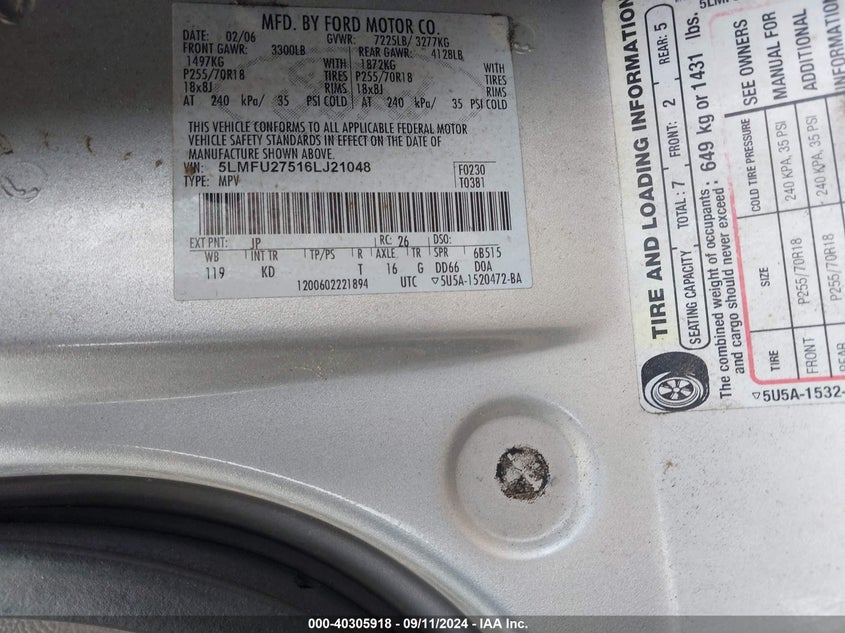 MFD. BY FORD MOTOR CO.
DATE: 02/06 GVWR: 7225LB/ 3277KG
FRONT GAWR: 3300LB REAR GAWR: 4128LB
1497KG WITH 1872KG WITH
P255/70R18 TIRES P255/70R18 TIRES
18x8J RIMS 18x8J RIMS
AT 240 kPa/ 35 PSI COLD AT 240 kPa/ 35 PSI COLD
THIS VEHICLE CONFORMS TO ALL APPLICABLE FEDERAL MOTOR
VEHICLE SAFETY STANDARDS IN EFFECT ON THE DATE OF
MANUFACTURE SHOWN ABOVE.
VIN: 5LMFU27516LJ21048 F0230
TYPE: MPV T0381
EXT PNT: JP RC: 26 DSO:
WB INT TR TP/PS R AXLE TR SPR 6B515
119 KD T 16 G DD66 D0A
1200602221894 UTC ▽5U5A-1520472-BA
TIRE AND LOADING INFORMATION
SEATING CAPACITY TOTAL : 7 FRONT: 2 REAR: 5
The combined weight of occupants : 649 kg or 1431 lbs.
and cargo should never exceed :
TIRE SIZE COLD TIRE PRESSURE SEE OWNERS
FRONT P255/70R18 240 KPA, 35 PSI MANUAL FOR
P255/70R18 240 KPA, 35 PSI ADDITIONAL
▽5U5A-1532-
000-40305918 - 09/11/2024 - IAA Inc.